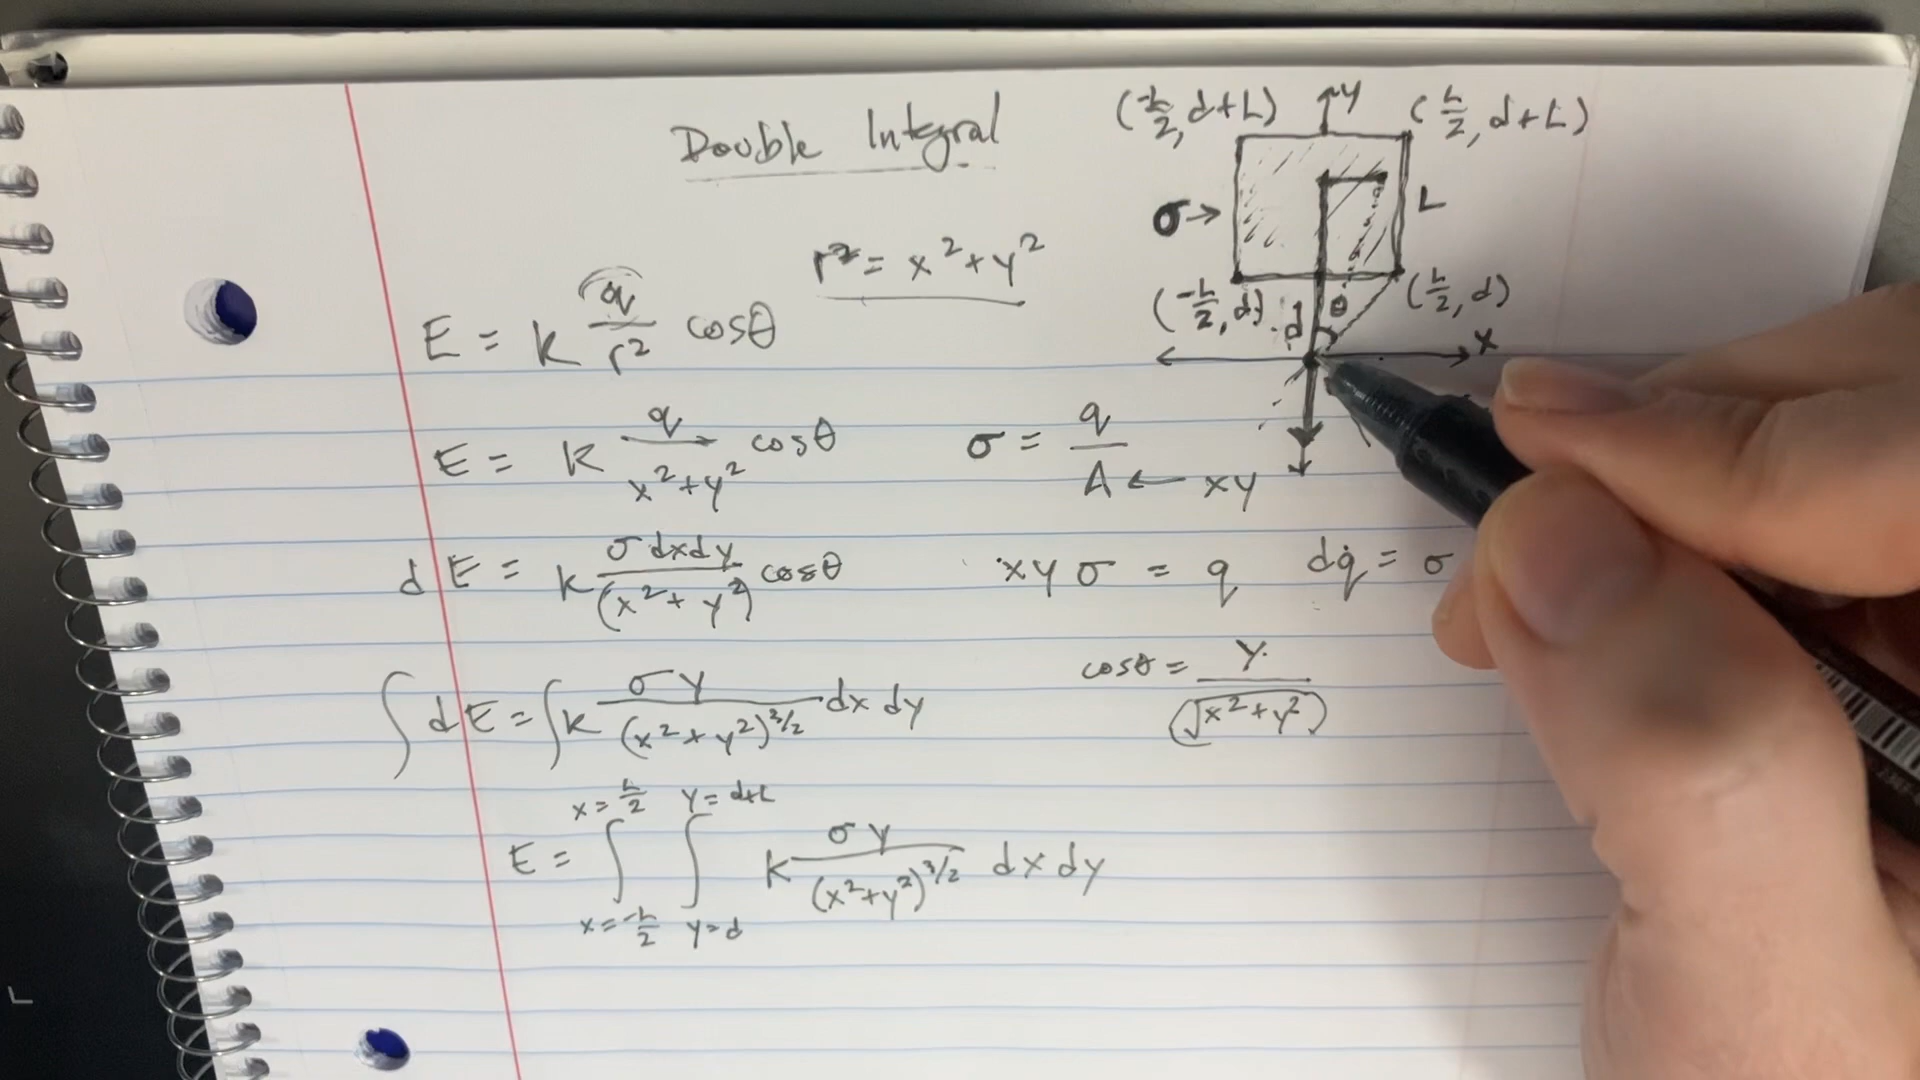 Double Integral
(-L/2, d+L) y (L/2, d+L)
σ→ L
(-L/2, d) d θ (L/2, d)
x
r² = x²+y²
E = k q/r² cosθ
E = k q/(x²+y²) cosθ σ = q/A ← xy
dE = k σdxdy/(x²+y²) cosθ xyσ = q dq = σ
∫dE = ∫k σy/(x²+y²)^3/2 dx dy cosθ = y/(√x²+y²)
x=L/2 y=d+L
E = ∫ ∫ k σy/(x²+y²)^3/2 dx dy
x=-L/2 y=d